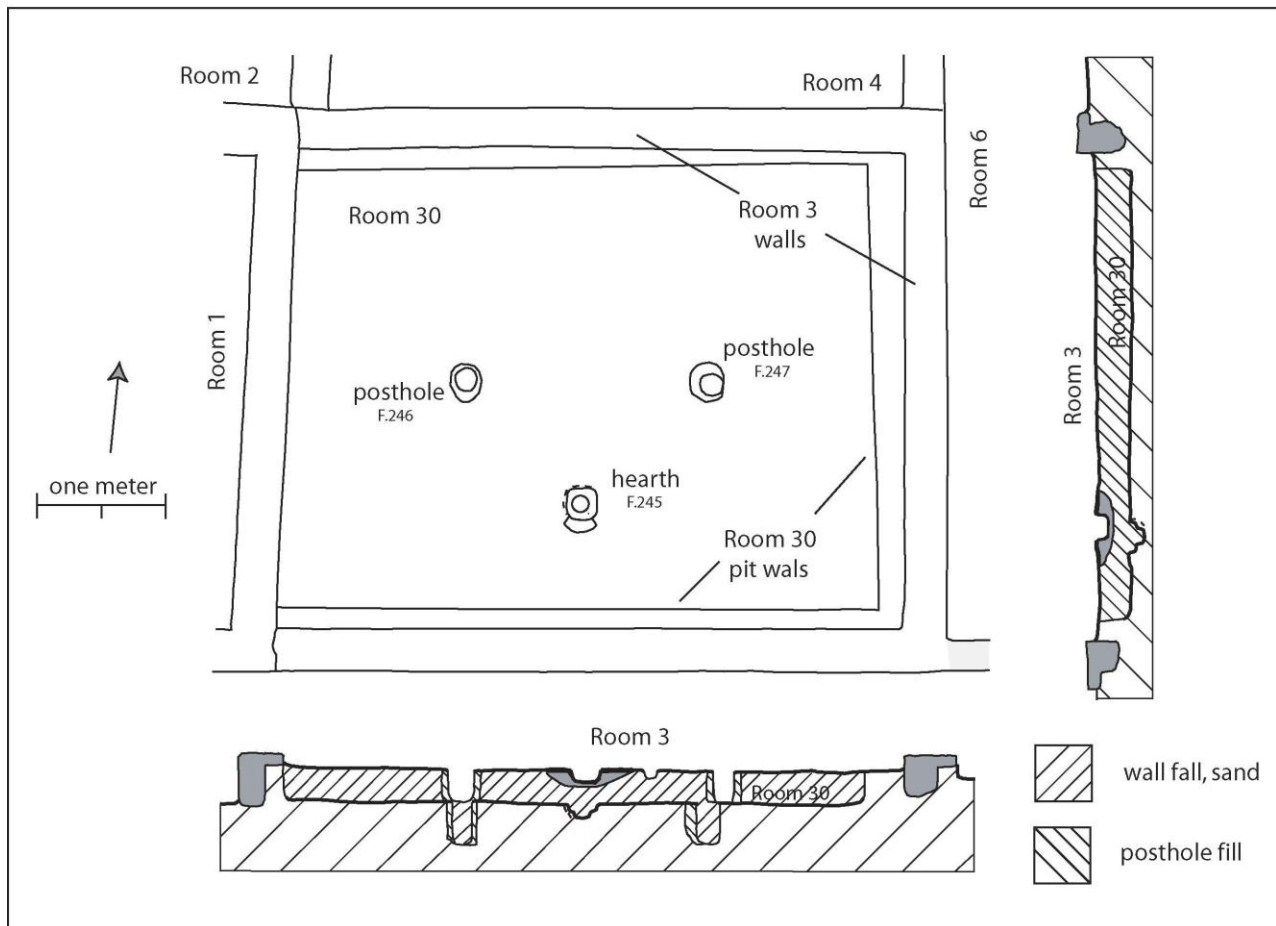 Room 2
Room 4
Room 6
Room 30
Room 3
walls
Room 1
posthole
F.246
posthole
F.247
one meter
hearth
F.245
Room 30
pit wals
Room 3
Room 30
Room 3
Room 30
wall fall, sand
posthole fill